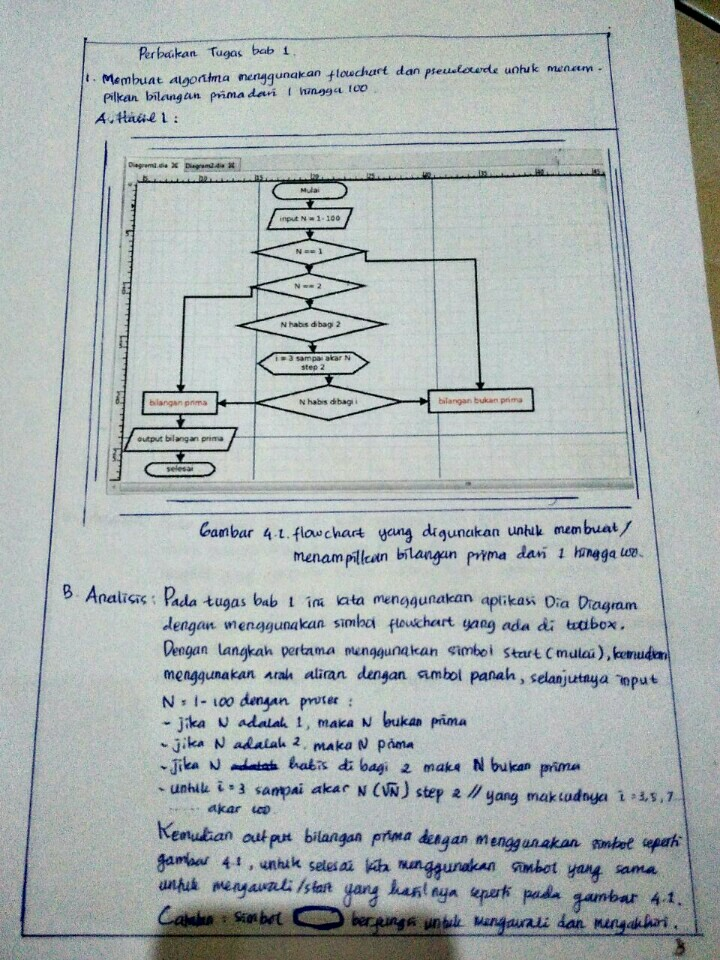 Perbaikan Tugas bab 1.
1. Membuat algoritma menggunakan flowchart dan pseudocode untuk menam-
pilkan bilangan prima dari 1 hingga 100.
A. Hasil 1 :
Diagram1.dia Diagram2.dia
Mulai
input N = 1- 100
N == 1
N == 2
N habis dibagi 2
i = 3 sampai akar N
step 2
bilangan prima
N habis dibagi i
bilangan bukan prima
output bilangan prima
selesai
Gambar 4.1. flowchart yang digunakan untuk membuat/
menampilkan bilangan prima dari 1 hingga 100.
B. Analisis : Pada tugas bab 1 ini kita menggunakan aplikasi Dia Diagram
dengan menggunakan simbol flowchart yang ada di toolbox.
Dengan langkah pertama menggunakan simbol start (mulai), kemudian
menggunakan arah aliran dengan simbol panah, selanjutnya input
N = 1 - 100 dengan proses :
- jika N adalah 1, maka N bukan prima
- jika N adalah 2, maka N prima
- jika N habis di bagi 2 maka N bukan prima
- untuk i = 3 sampai akar N (√N) step 2 // yang maksudnya i = 3, 5, 7
...... akar 100.
Kemudian output bilangan prima dengan menggunakan simbol seperti
gambar 4.1, untuk selesai kita menggunakan simbol yang sama
untuk mengawali/start yang hasilnya seperti pada gambar 4.1.
Catatan : simbol berfungsi untuk mengawali dan mengakhiri.